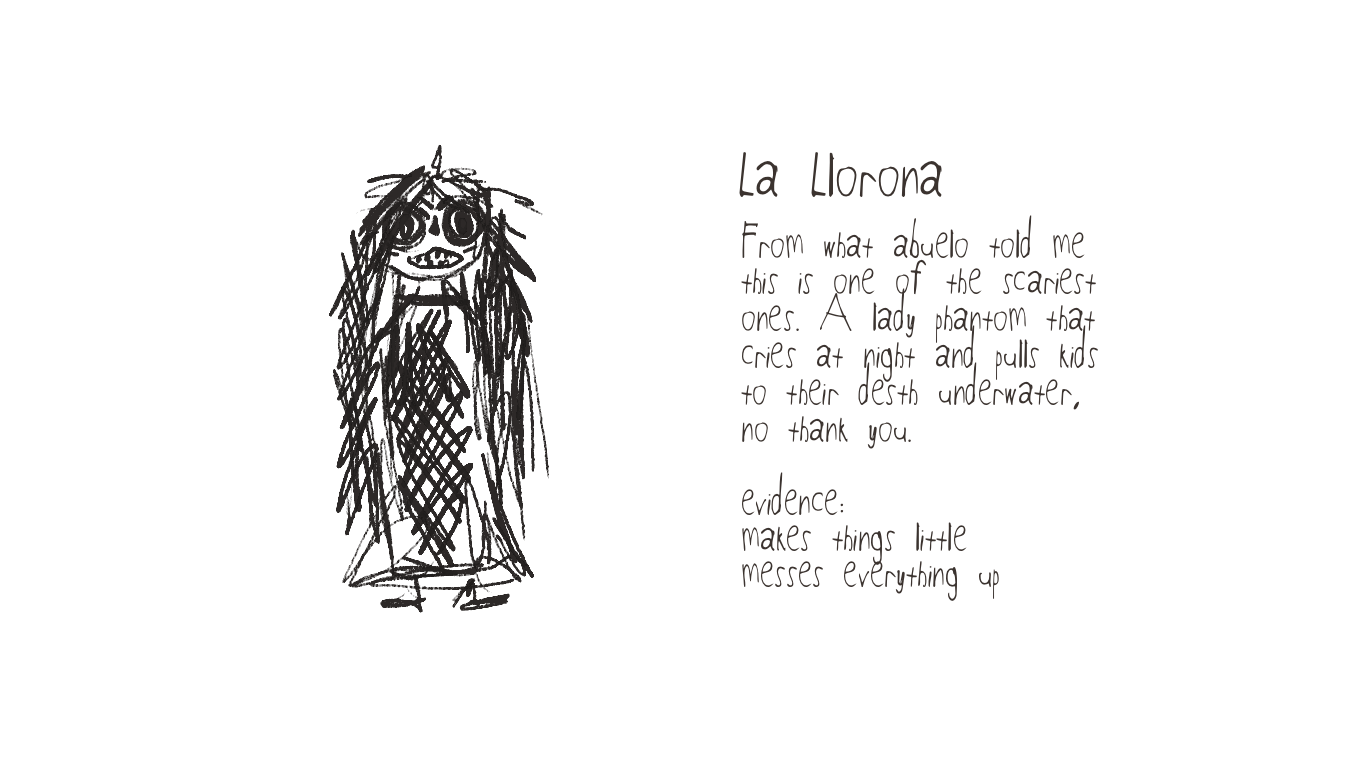 La Llorona
From what abuelo told me
this is one of the scariest
ones. A lady phantom that
cries at night and pulls kids
to their desth underwater,
no thank you.
evidence:
makes things little
messes everything up